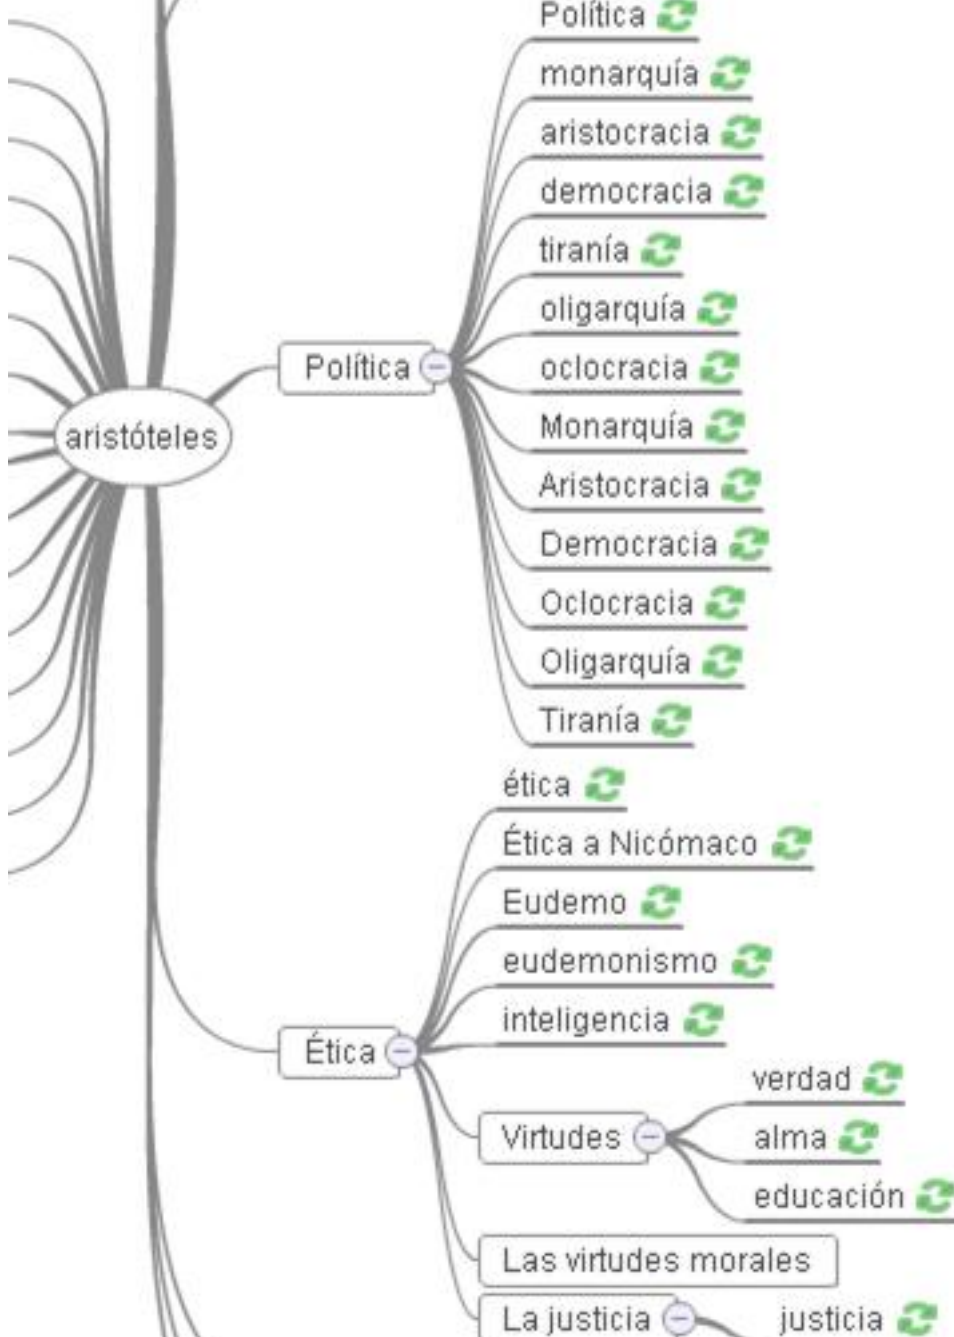 Política
monarquía
aristocracia
democracia
tiranía
oligarquía
Política
oclocracia
Monarquía
aristóteles
Aristocracia
Democracia
Oclocracia
Oligarquía
Tiranía
ética
Ética a Nicómaco
Eudemo
eudemonismo
inteligencia
Ética
verdad
Virtudes
alma
educación
Las virtudes morales
La justicia
justicia